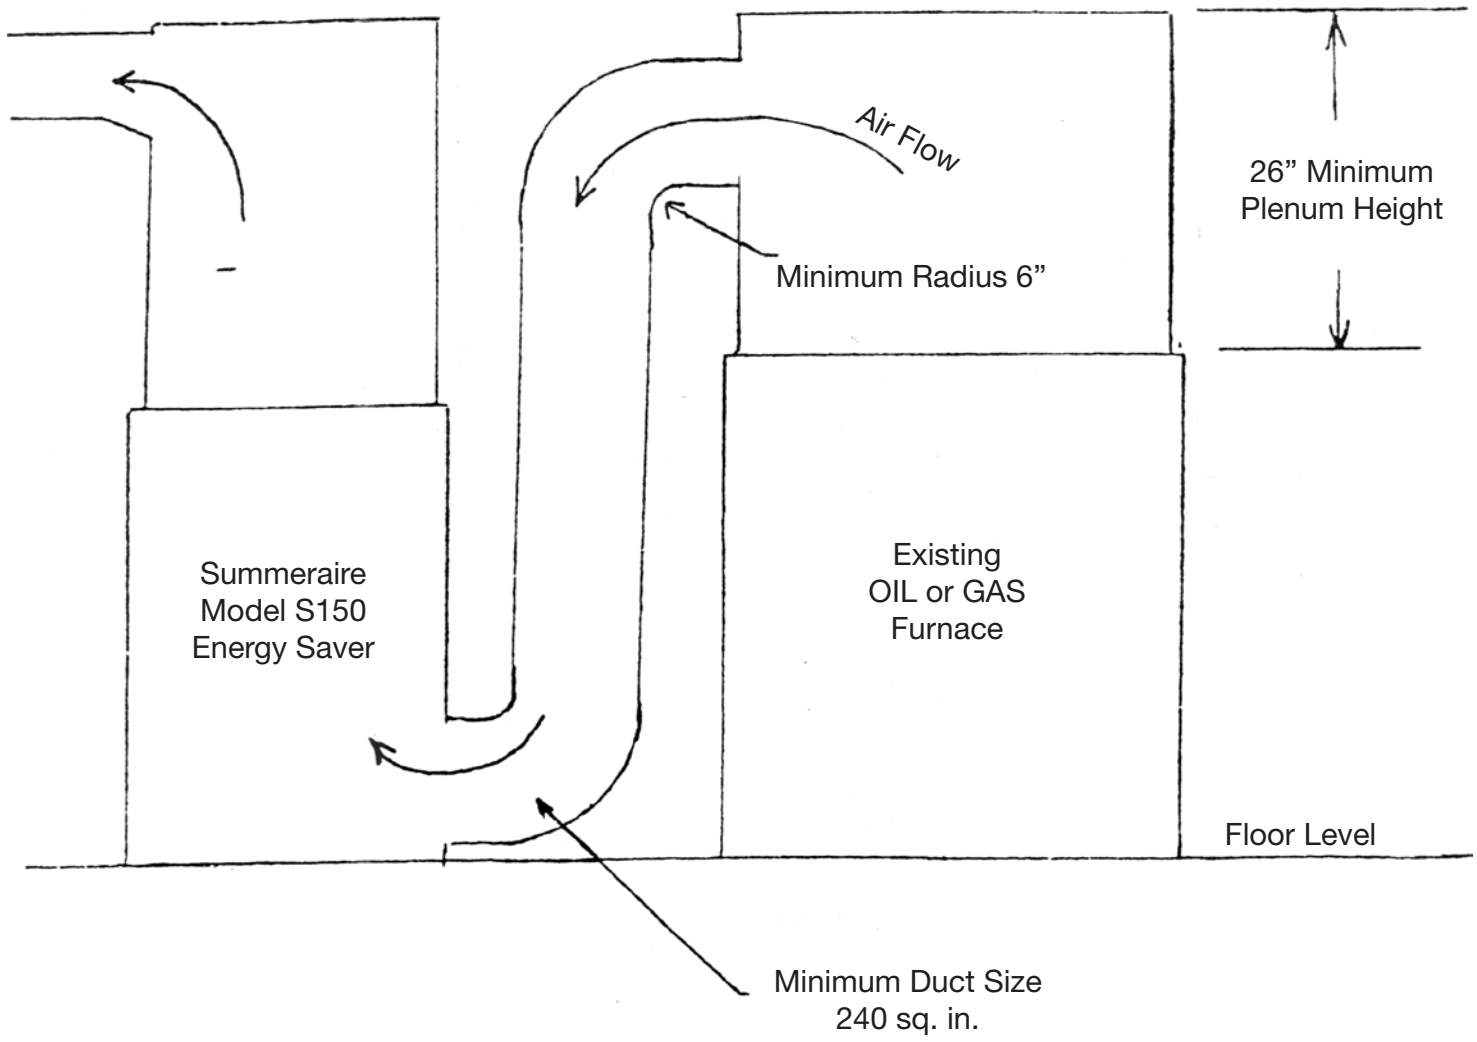 Air Flow
26” Minimum
Plenum Height
Minimum Radius 6”
Summeraire
Model S150
Energy Saver
Existing
OIL or GAS
Furnace
Floor Level
Minimum Duct Size
240 sq. in.